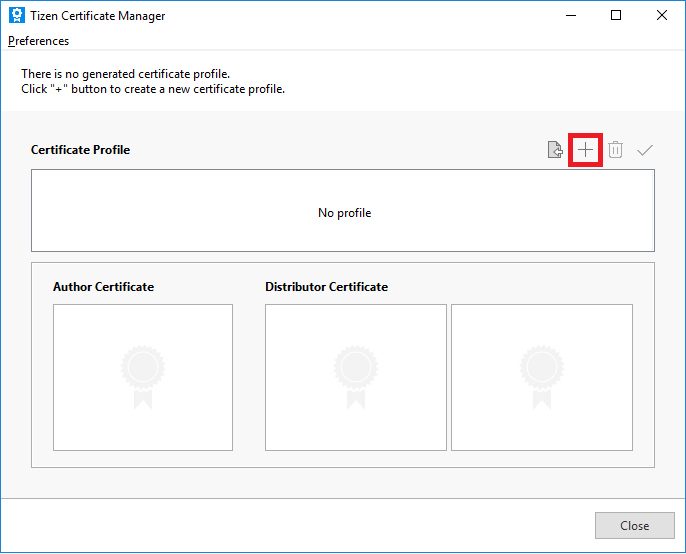 Tizen Certificate Manager
Preferences
There is no generated certificate profile.
Click "+" button to create a new certificate profile.
Certificate Profile
No profile
Author Certificate
Distributor Certificate
Close